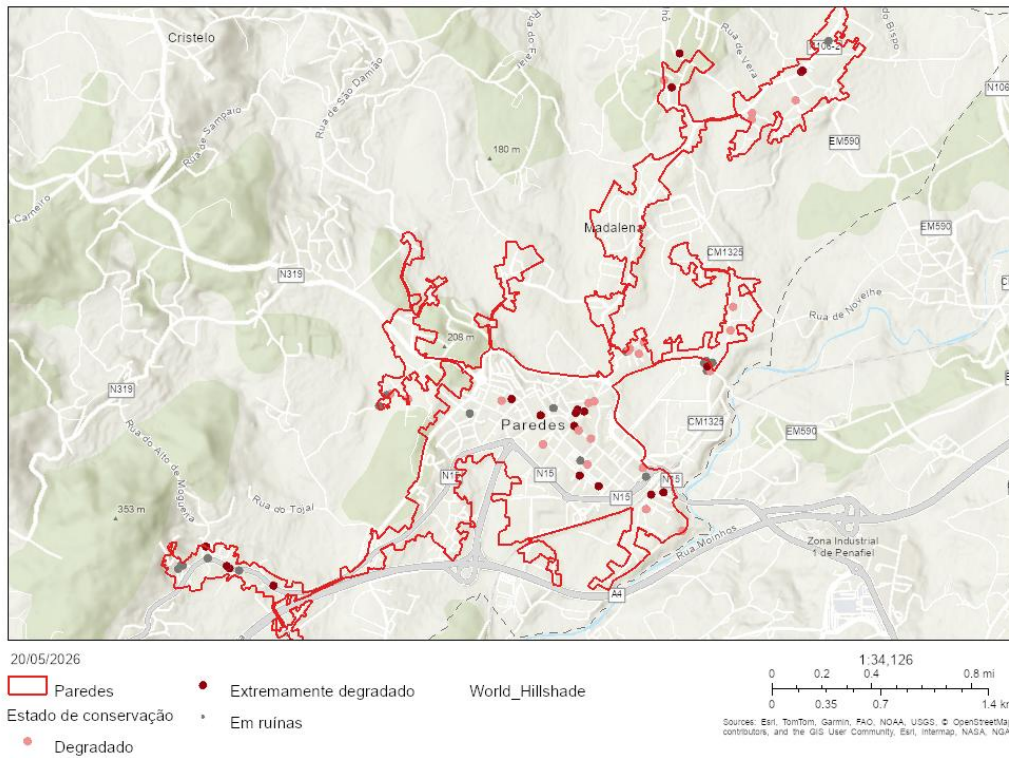 Cristelo
Rua de São Damião
Rua de Sampaio
Rua de Vera
do Bispo
N106-2
N106
EM590
180 m
Carneiro
Madalena
CM1325
EM590
N319
Rua de Novelhe
208 m
N319
Paredes
CM1325
EM590
Rua do Alto de Mogueira
N15
N15
N15
N15
353 m
Rua do Tojal
Rua Moinhos
Zona Industrial
1 de Penafiel
A4
20/05/2026
1:34,126
Paredes
Extremamente degradado
World_Hillshade
0 0.2 0.4 0.8 mi
Estado de conservação
Em ruínas
0 0.35 0.7 1.4 km
Degradado
Sources: Esri, TomTom, Garmin, FAO, NOAA, USGS, © OpenStreetMap
contributors, and the GIS User Community, Esri, Intermap, NASA, NGA